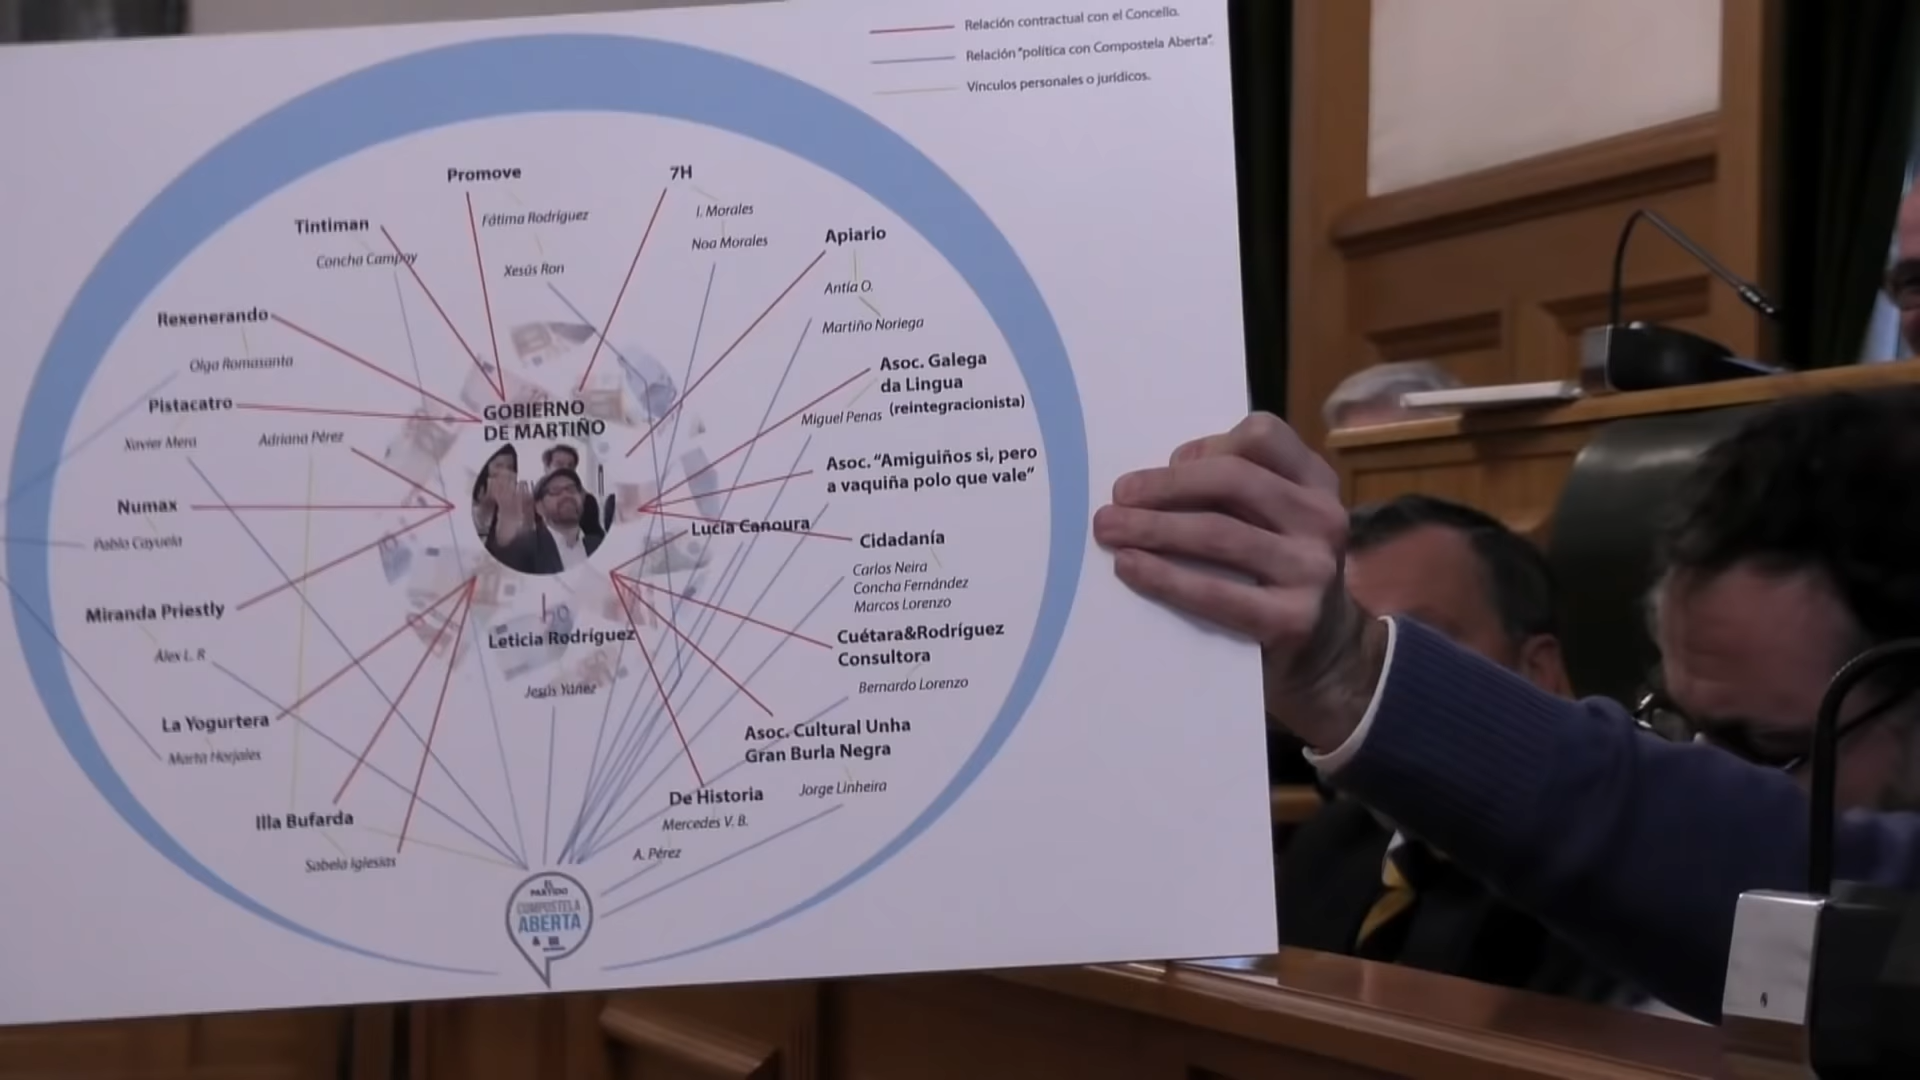 Relación contractual con el Concello.
Relación "política con Compostela Aberta".
Vínculos personales o jurídicos.
Promove
7H
Fátima Rodríguez
I. Morales
Tintiman
Noa Morales
Apiario
Concha Campoy
Xesús Ron
Antía O.
Rexenerando
Martiño Noriega
Olga Romasanta
Asoc. Galega
da Lingua
(reintegracionista)
Miguel Penas
Pistacatro
GOBIERNO
DE MARTIÑO
Xavier Mera
Adriana Pérez
Asoc. "Amiguiños si, pero
a vaquiña polo que vale"
Numax
Lucía Canoura
Cidadanía
Pablo Cayuela
Carlos Neira
Concha Fernández
Marcos Lorenzo
Miranda Priestly
Leticia Rodríguez
Cuétara&Rodríguez
Consultora
Alex L. R
Jesús Yáñez
Bernardo Lorenzo
La Yogurtera
Marta Horjales
Asoc. Cultural Unha
Gran Burla Negra
De Historia
Jorge Linheira
Illa Bufarda
Mercedes V. B.
Sabela Iglesias
A. Pérez
EL
PARTIDO
COMPOSTELA
ABERTA